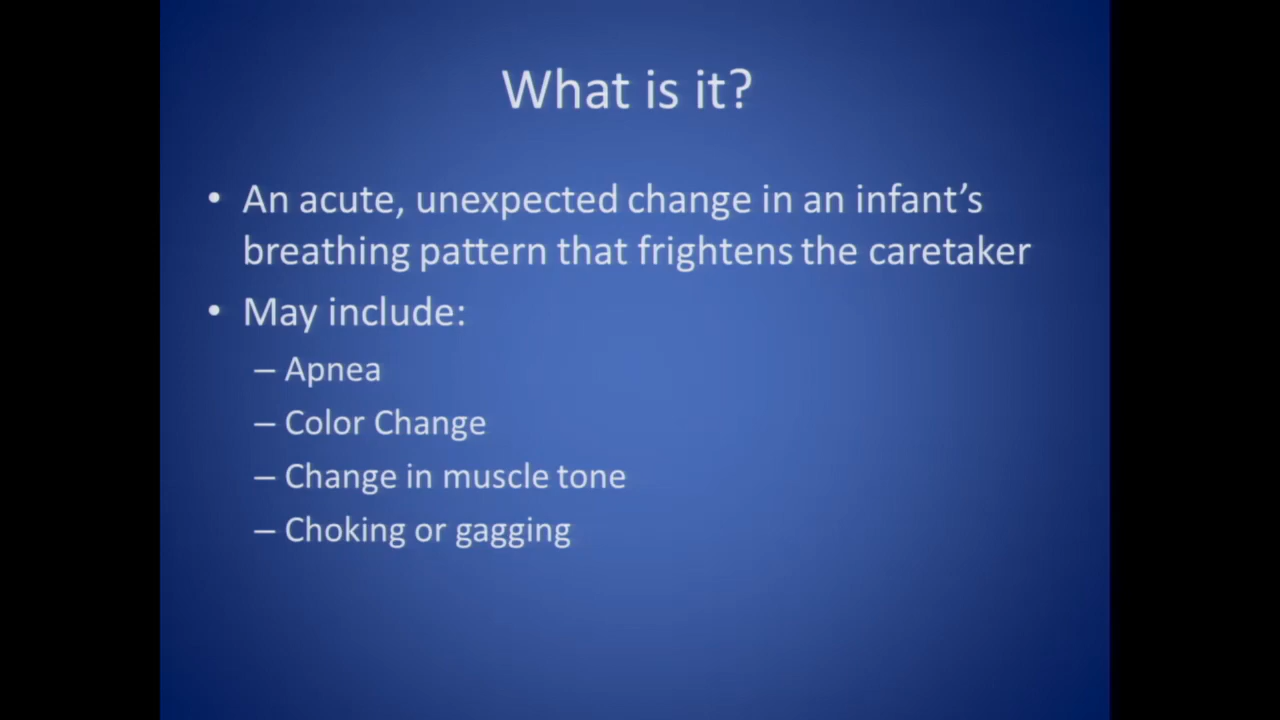 What is it?
• An acute, unexpected change in an infant’s
breathing pattern that frightens the caretaker
• May include:
– Apnea
– Color Change
– Change in muscle tone
– Choking or gagging